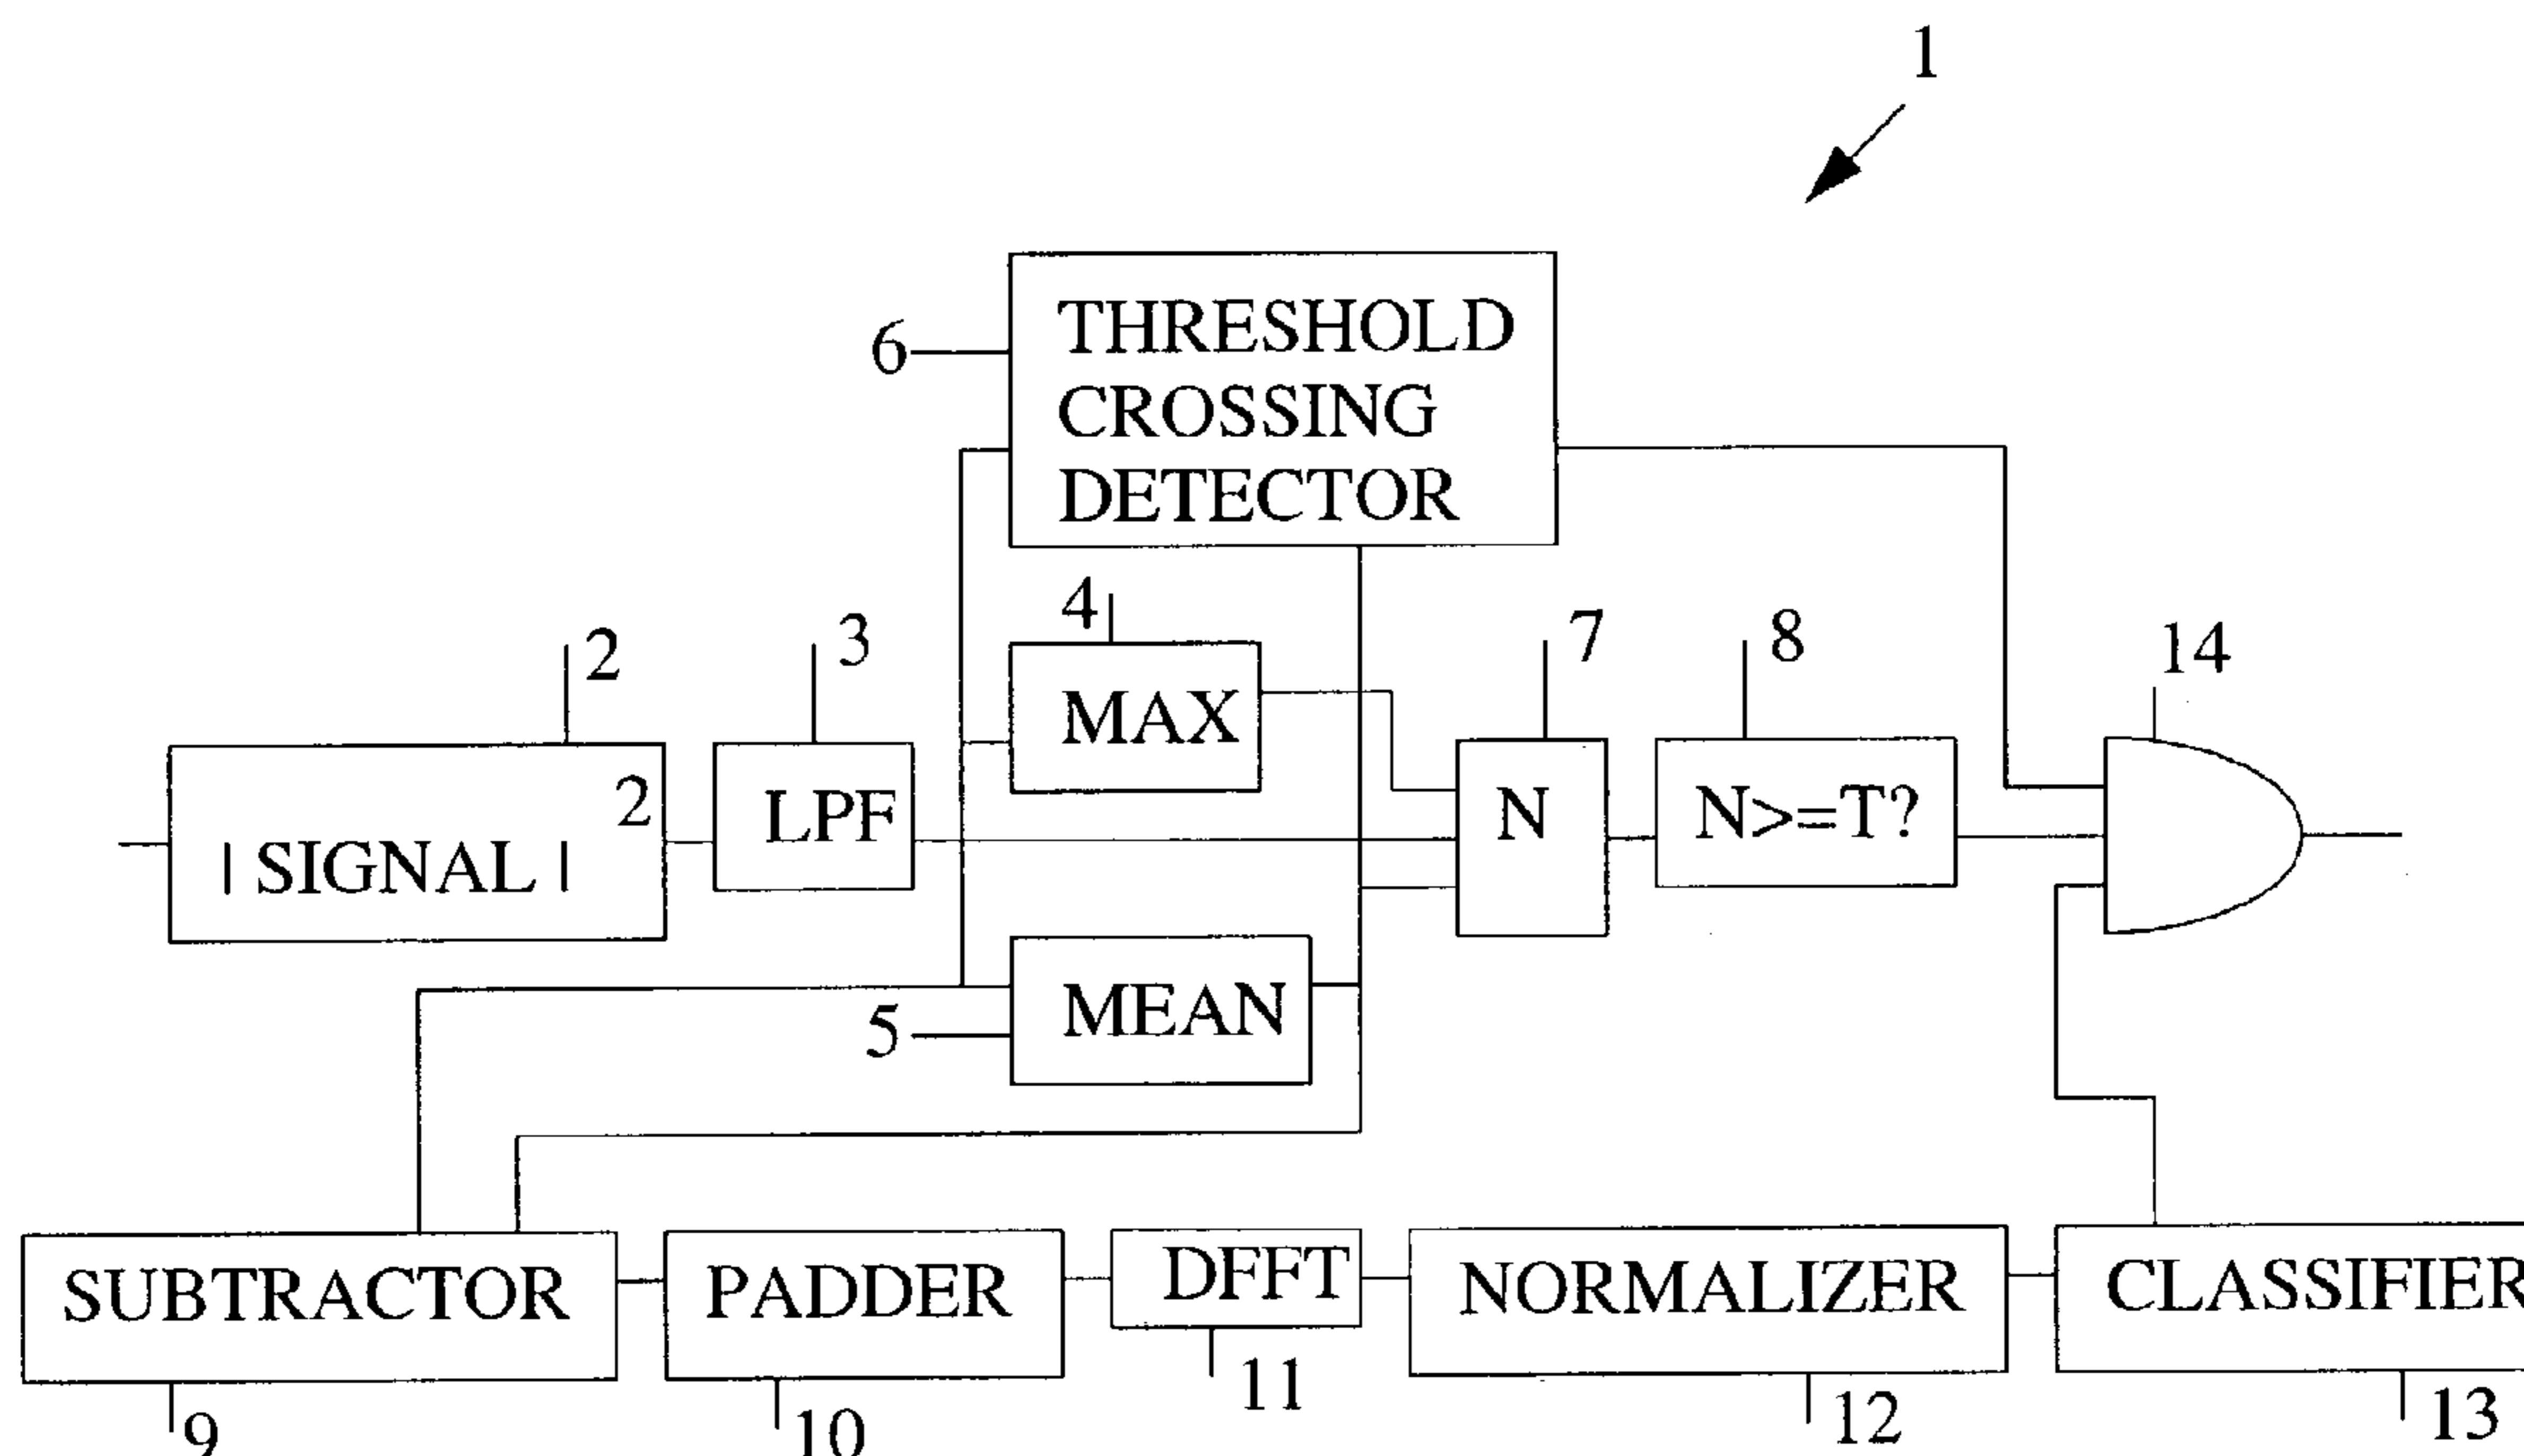 1
THRESHOLD
CROSSING
DETECTOR
6
4
MAX
2
3
7
8
14
| SIGNAL | 2
LPF
N
N>=T?
MEAN
5
SUBTRACTOR
PADDER
DFFT
NORMALIZER
CLASSIFIER
9
10
11
12
13